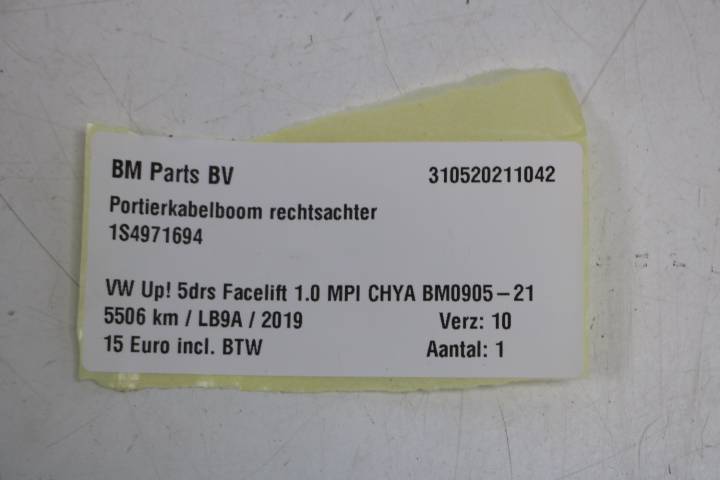 BM Parts BV 310520211042
Portierkabelboom rechtsachter
1S4971694
VW Up! 5drs Facelift 1.0 MPI CHYA BM0905-21
5506 km / LB9A / 2019 Verz: 10
15 Euro incl. BTW Aantal: 1